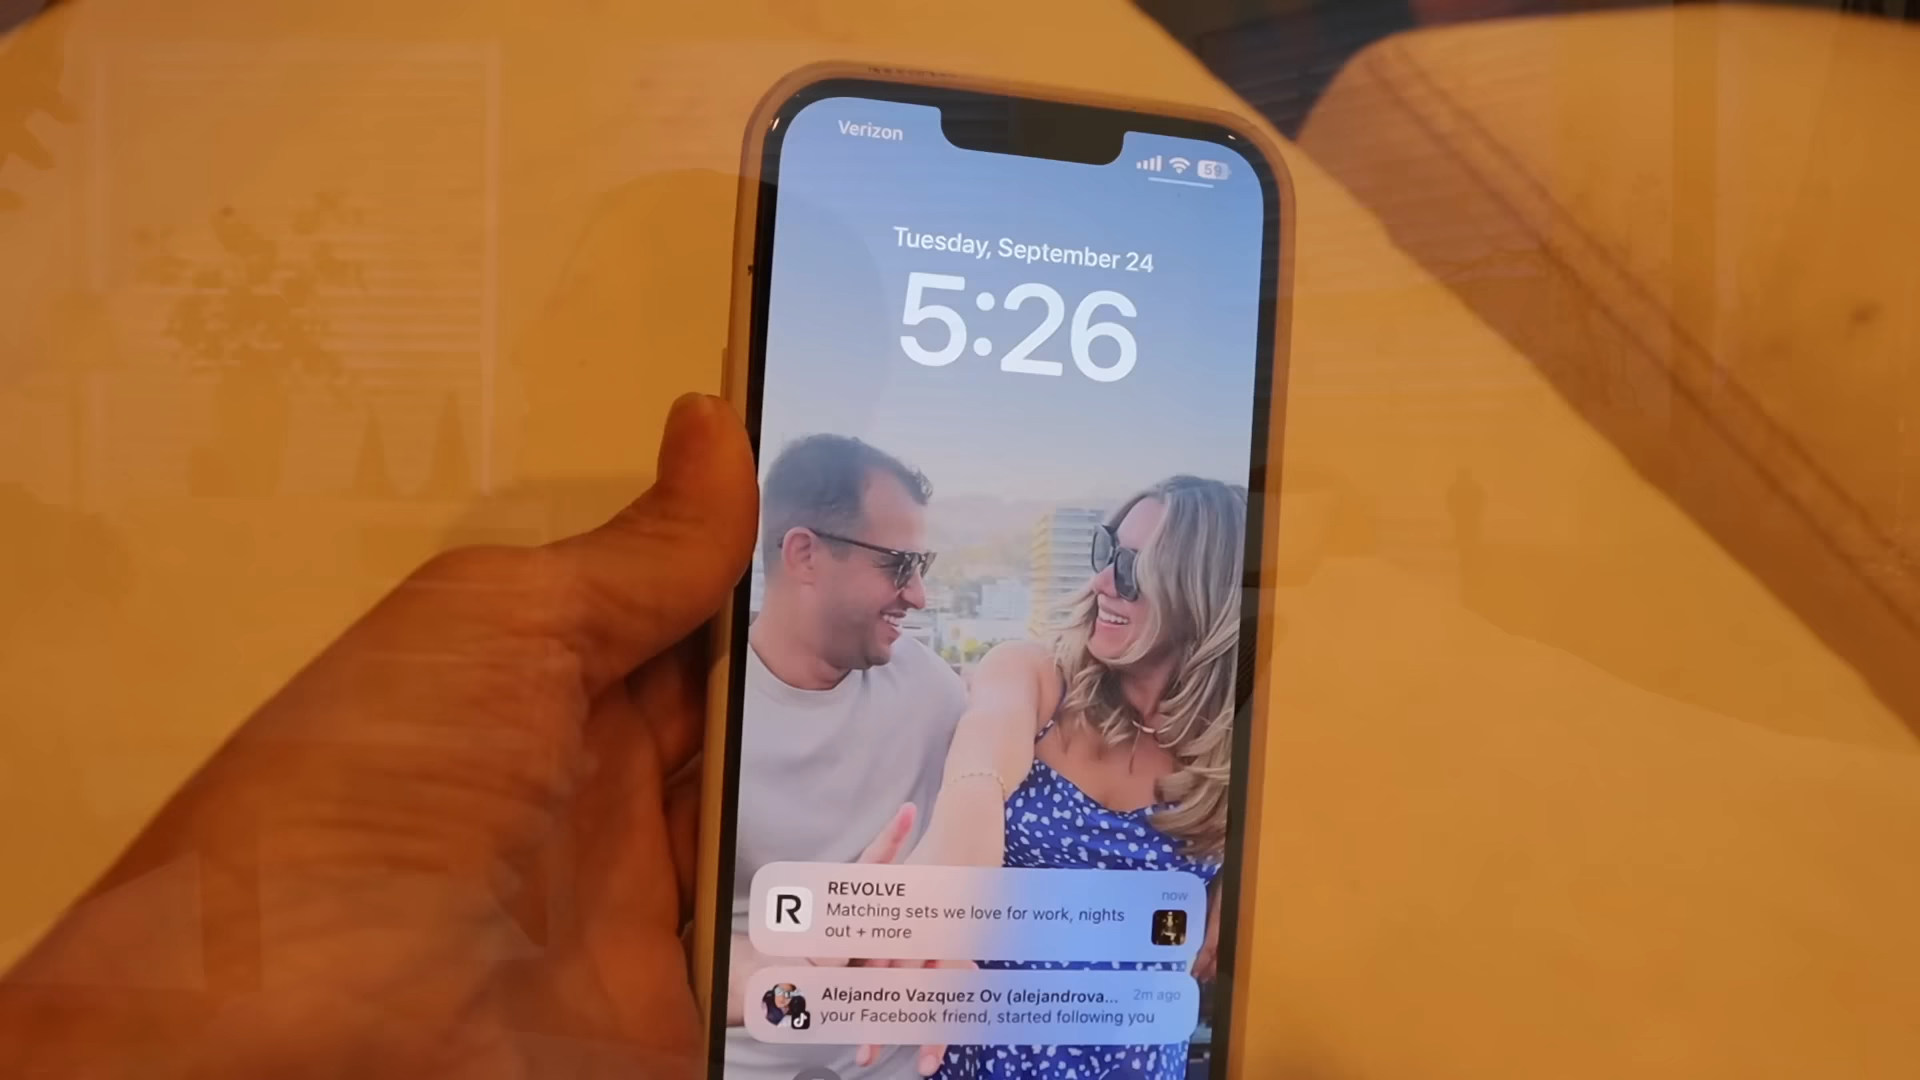 Verizon
59
Tuesday, September 24
5:26
R
REVOLVE
now
Matching sets we love for work, nights
out + more
Alejandro Vazquez Ov (alejandrova...
2m ago
your Facebook friend, started following you